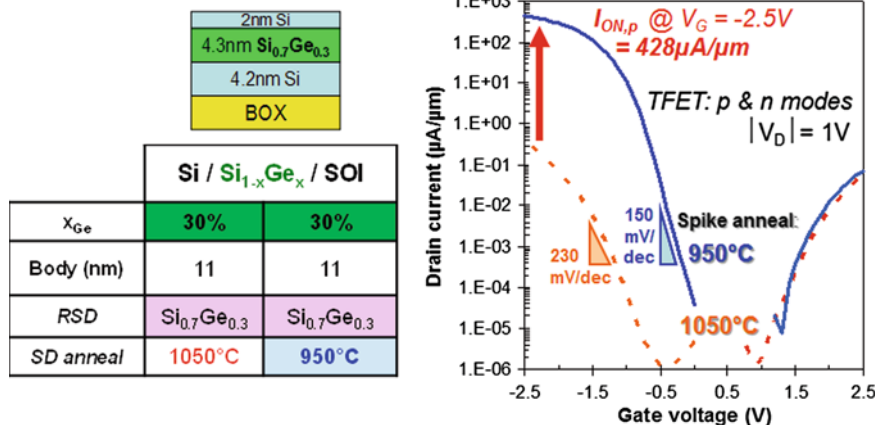 2nm Si
4.3nm Si0.7Ge0.3
4.2nm Si
BOX
Si / Si1-xGex / SOI
xGe 30% 30%
Body (nm) 11 11
RSD Si0.7Ge0.3 Si0.7Ge0.3
SD anneal 1050°C 950°C
Drain current (µA/µm)
1.E+03
1.E+02
1.E+01
1.E+00
1.E-01
1.E-02
1.E-03
1.E-04
1.E-05
1.E-06
ION,p @ VG = -2.5V
= 428µA/µm
TFET: p & n modes
|VD| = 1V
150
mV/
dec
Spike anneal:
950°C
230
mV/dec
1050°C
-2.5 -1.5 -0.5 0.5 1.5 2.5
Gate voltage (V)